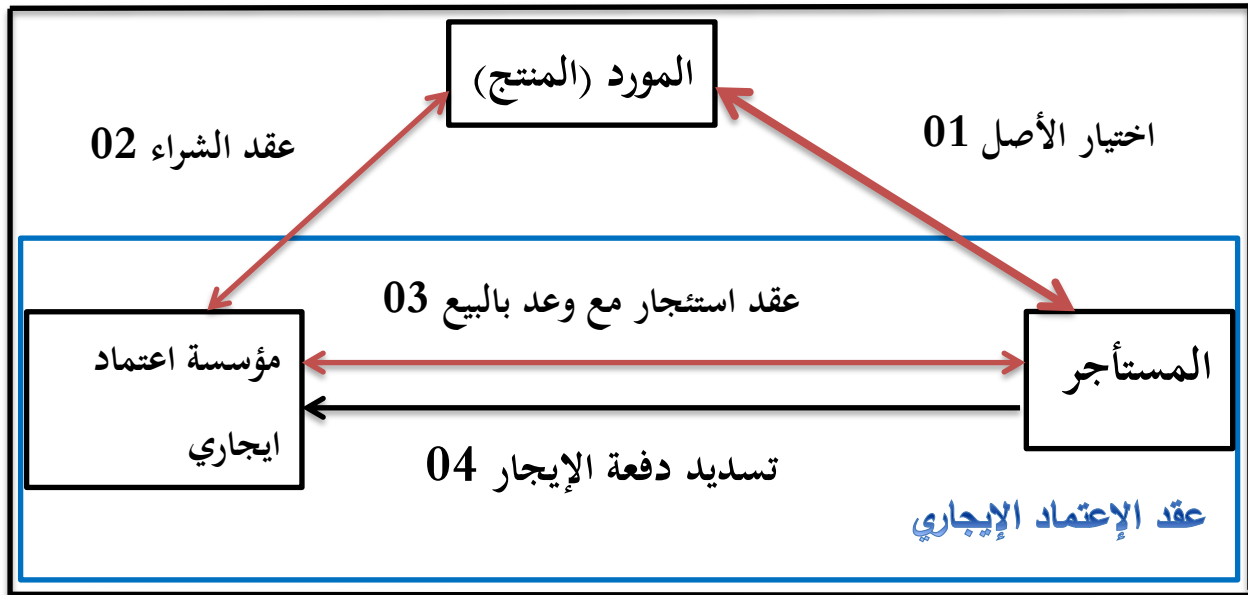 المورد (المنتج)
اختيار الأصل 01
عقد الشراء 02
عقد استئجار مع وعد بالبيع 03
المستأجر
مؤسسة اعتماد
ايجاري
تسديد دفعة الإيجار 04
عقد الإعتماد الإيجاري